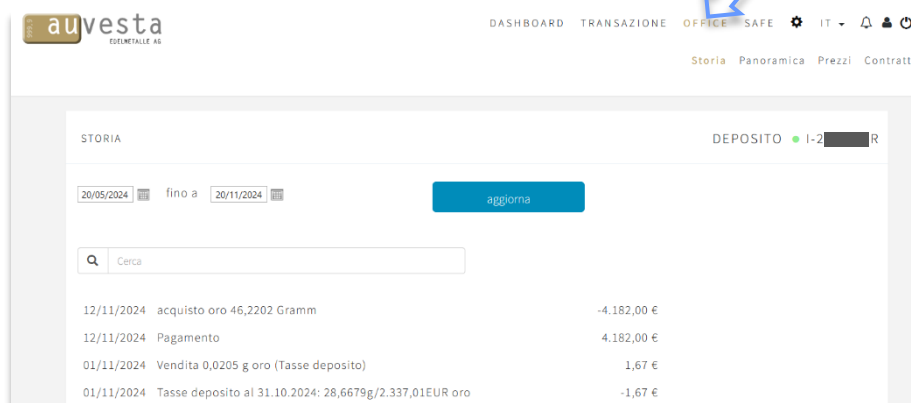 auvesta
EDELMETALLE AG
DASHBOARD TRANSAZIONE OFFICE SAFE IT
Storia Panoramica Prezzi Contratt
STORIA
DEPOSITO I-2 R
20/05/2024 fino a 20/11/2024 aggiorna
Cerca
12/11/2024 acquisto oro 46,2202 Gramm -4.182,00 €
12/11/2024 Pagamento 4.182,00 €
01/11/2024 Vendita 0,0205 g oro (Tasse deposito) 1,67 €
01/11/2024 Tasse deposito al 31.10.2024: 28,6679g/2.337,01EUR oro -1,67 €